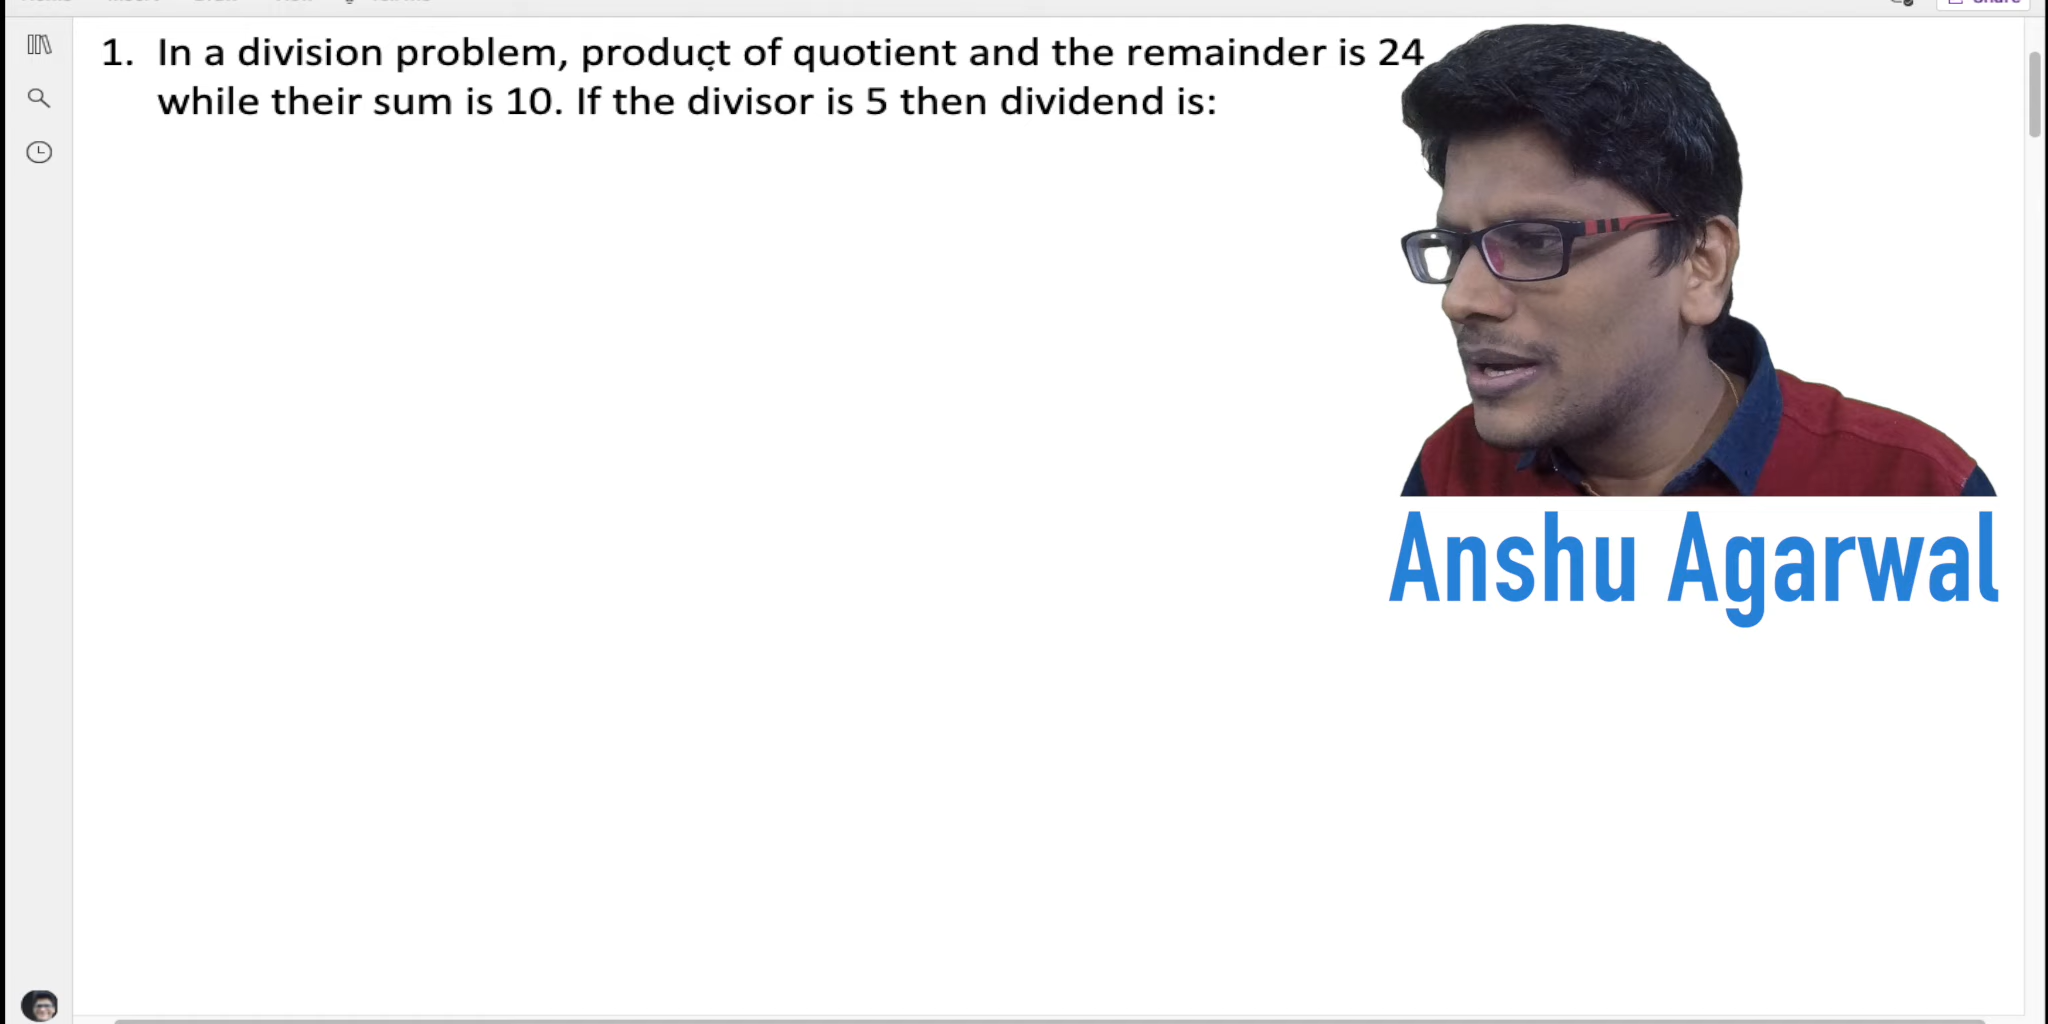 Share
1. In a division problem, product of quotient and the remainder is 24
while their sum is 10. If the divisor is 5 then dividend is:
Anshu Agarwal